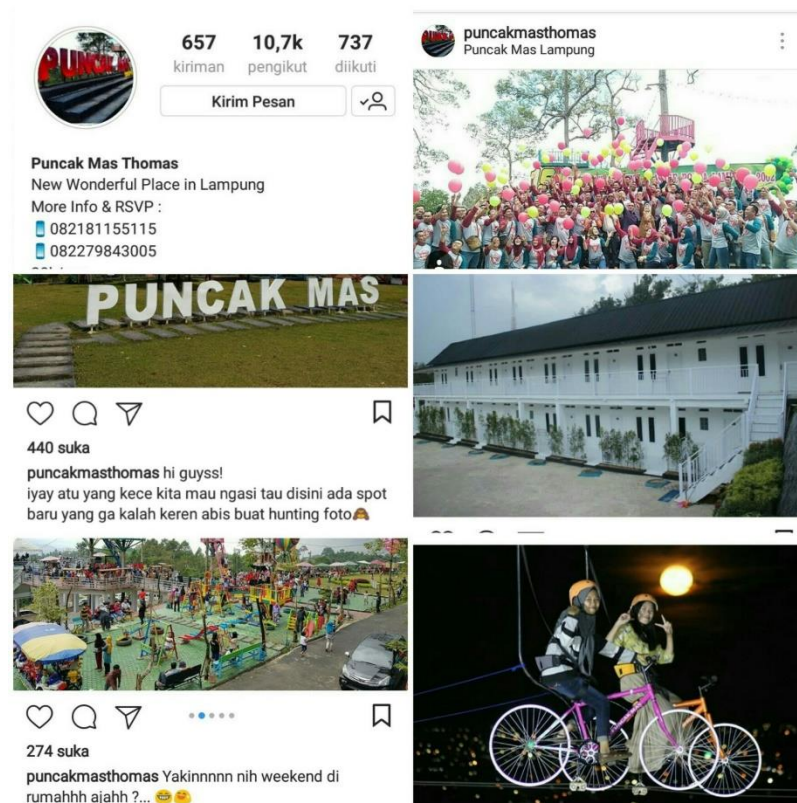 PUNCAK MAS
657 10,7k 737
kiriman pengikut diikuti
Kirim Pesan
Puncak Mas Thomas
New Wonderful Place in Lampung
More Info & RSVP :
082181155115
082279843005
PUNCAK MAS
440 suka
puncakmasthomas hi guyss!
iyay atu yang kece kita mau ngasi tau disini ada spot
baru yang ga kalah keren abis buat hunting foto🙈
274 suka
puncakmasthomas Yakinnnnn nih weekend di
rumahhh ajahh ?... 😁😊
puncakmasthomas
Puncak Mas Lampung